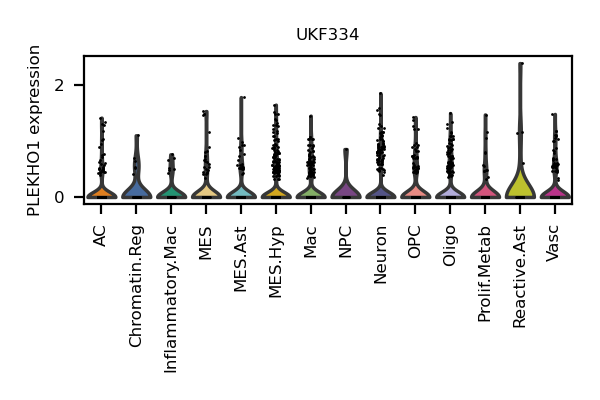 UKF334
PLEKHO1 expression
2
0
AC
Chromatin.Reg
Inflammatory.Mac
MES
MES.Ast
MES.Hyp
Mac
NPC
Neuron
OPC
Oligo
Prolif.Metab
Reactive.Ast
Vasc